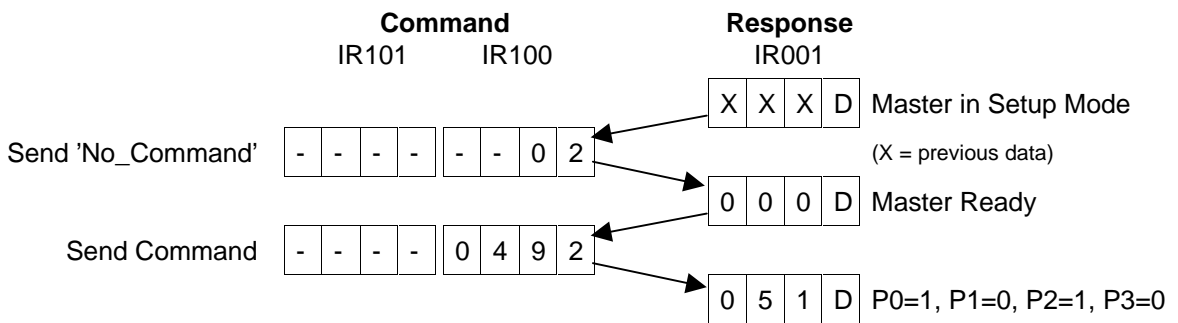 Command Response
IR101 IR100 IR001
X X X D Master in Setup Mode
Send 'No_Command' - - - - - - 0 2 (X = previous data)
0 0 0 D Master Ready
Send Command - - - - 0 4 9 2
0 5 1 D P0=1, P1=0, P2=1, P3=0